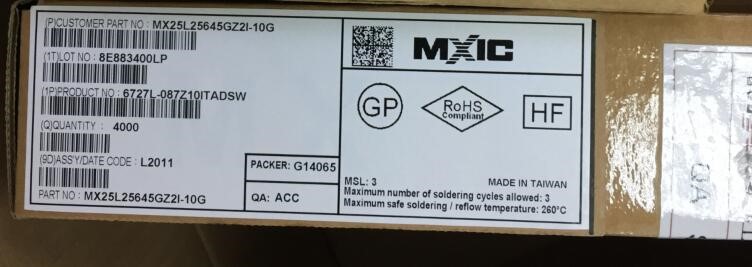 (P)CUSTOMER PART NO : MX25L25645GZ2I-10G
(1T)LOT NO : 8E883400LP
(1P)PRODUCT NO : 6727L-087Z10ITADSW
(Q)QUANTITY : 4000
(9D)ASS'Y/DATE CODE : L2011
PART NO : MX25L25645GZ2I-10G
PACKER: G14065
QA: ACC
MXIC
GP
RoHS
Compliant
HF
MSL: 3
MADE IN TAIWAN
Maximum number of soldering cycles allowed: 3
Maximum safe soldering / reflow temperature: 260°C
QA